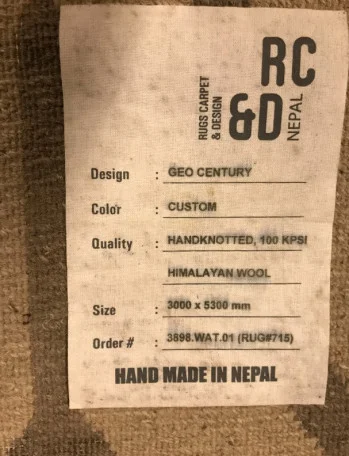 RC
&D
RUGS CARPET
& DESIGN
NEPAL
Design : GEO CENTURY
Color : CUSTOM
Quality : HANDKNOTTED, 100 KPSI
HIMALAYAN WOOL
Size : 3000 x 5300 mm
Order # : 3898.WAT.01 (RUG#715)
HAND MADE IN NEPAL